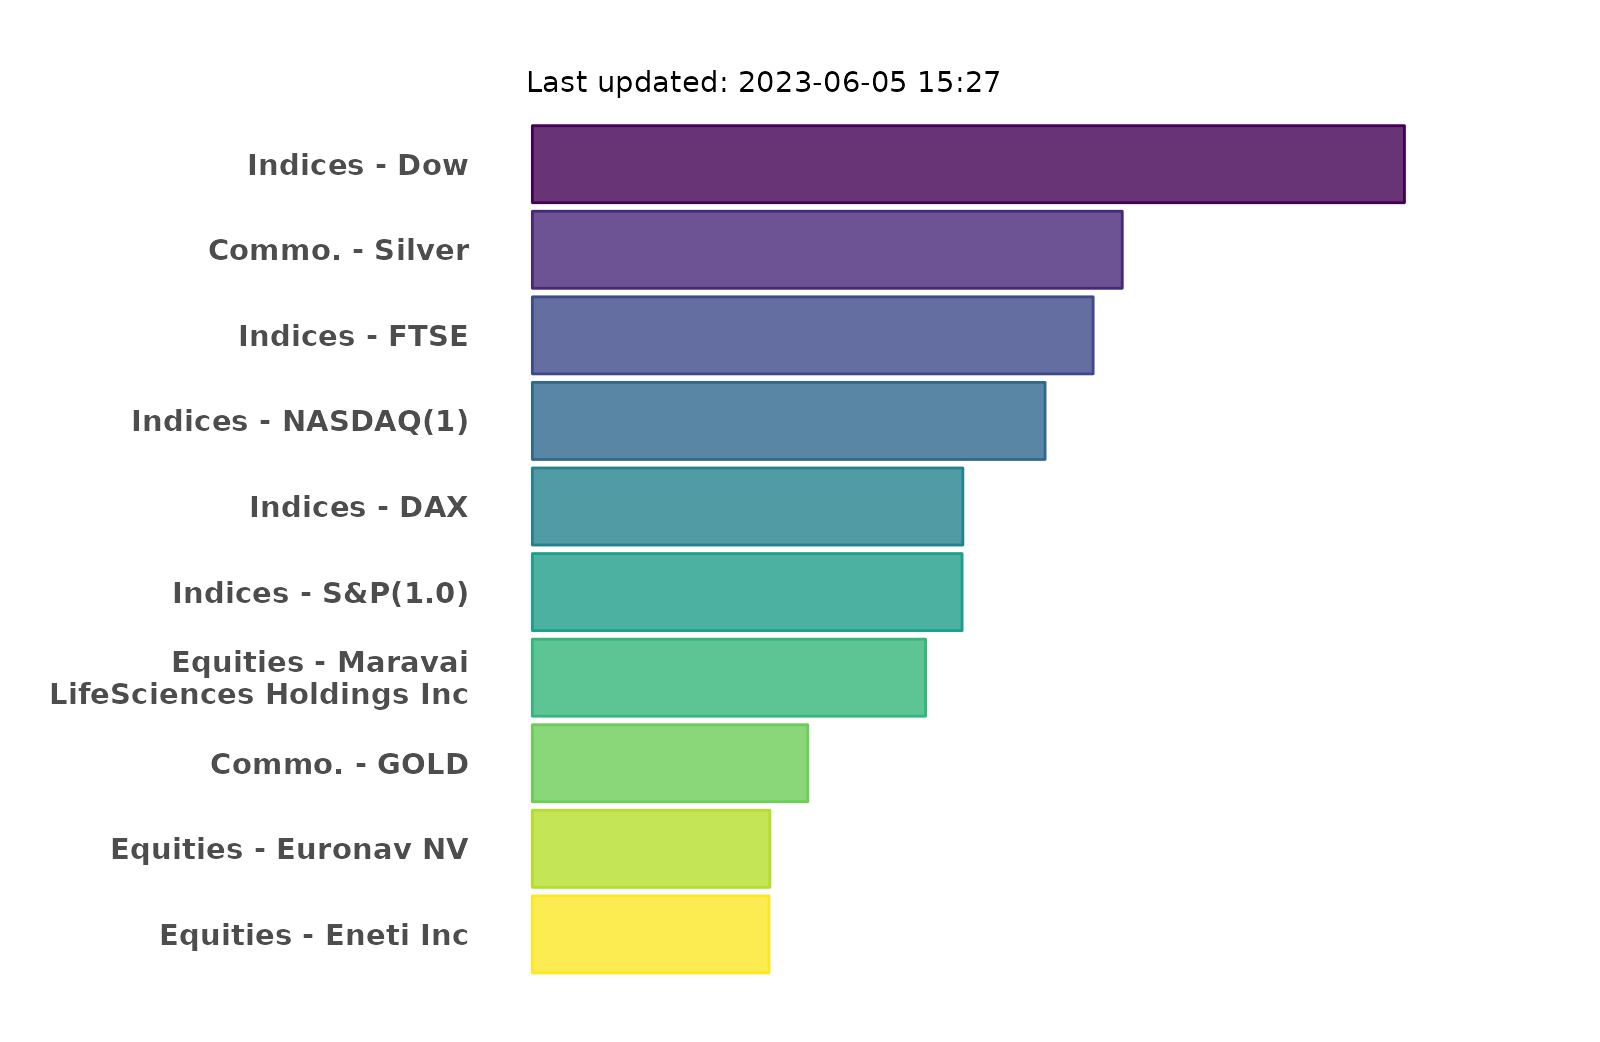 Last updated: 2023-06-05 15:27
Indices - Dow
Commo. - Silver
Indices - FTSE
Indices - NASDAQ(1)
Indices - DAX
Indices - S&P(1.0)
Equities - Maravai
LifeSciences Holdings Inc
Commo. - GOLD
Equities - Euronav NV
Equities - Eneti Inc